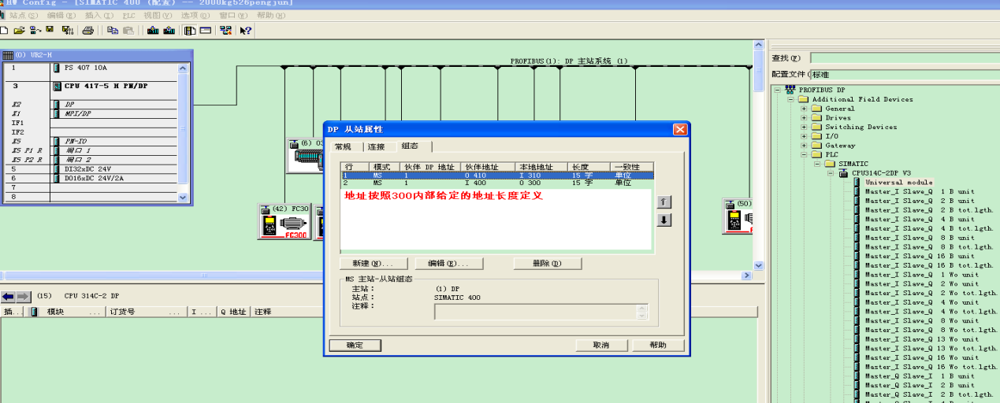 HW Config - [SIMATIC 400 (配置) -- 2000kg526pengjun]
站点(S) 编辑(E) 插入(I) PLC 视图(V) 选项(O) 窗口(W) 帮助(H)
(0) UR2-H
1 PS 407 10A
3 CPU 417-5 H PN/DP
X2 DP
X1 MPI/DP
IF1
IF2
X5 PN-IO
X5 P1 R 端口 1
X5 P2 R 端口 2
5 DI32xDC 24V
6 DO16xDC 24V/2A
7
8
PROFIBUS(1): DP 主站系统 (1)
(42) FC30
FC300
(50)
DP 从站属性
常规 连接 组态
行 模式 伙伴 DP 地址 伙伴地址 本地地址 长度 一致性
1 MS 1 O 410 I 310 15 字 单位
2 MS 1 I 400 O 300 15 字 单位
地址按照300内部给定的地址长度定义
新建(N)... 编辑(E)... 删除(D)
MS 主站-从站组态
主站： (1) DP
站点： SIMATIC 400
注释：
确定 取消 帮助
(15) CPU 314C-2 DP
插... 模块 ... 订货号 ... I ... Q 地址 注释
查找(F)
配置文件 标准
PROFIBUS DP
Additional Field Devices
General
Drives
Switching Devices
I/O
Gateway
PLC
SIMATIC
CPU314C-2DP V3
Universal module
Master_I Slave_Q 1 B unit
Master_I Slave_Q 2 B unit
Master_I Slave_Q 2 B tot.lgth.
Master_I Slave_Q 4 B unit
Master_I Slave_Q 4 B tot.lgth.
Master_I Slave_Q 8 B unit
Master_I Slave_Q 8 B tot.lgth.
Master_I Slave_Q 16 B unit
Master_I Slave_Q 16 B tot.lgth.
Master_I Slave_Q 1 Wo unit
Master_I Slave_Q 2 Wo unit
Master_I Slave_Q 2 Wo tot.lgth.
Master_I Slave_Q 4 Wo unit
Master_I Slave_Q 4 Wo tot.lgth.
Master_I Slave_Q 8 Wo unit
Master_I Slave_Q 8 Wo tot.lgth.
Master_I Slave_Q 13 Wo unit
Master_I Slave_Q 13 Wo tot.lgth.
Master_I Slave_Q 16 Wo unit
Master_I Slave_Q 16 Wo tot.lgth.
Master_Q Slave_I 1 B unit
Master_Q Slave_I 2 B unit
Master_Q Slave_I 2 B tot.lgth.